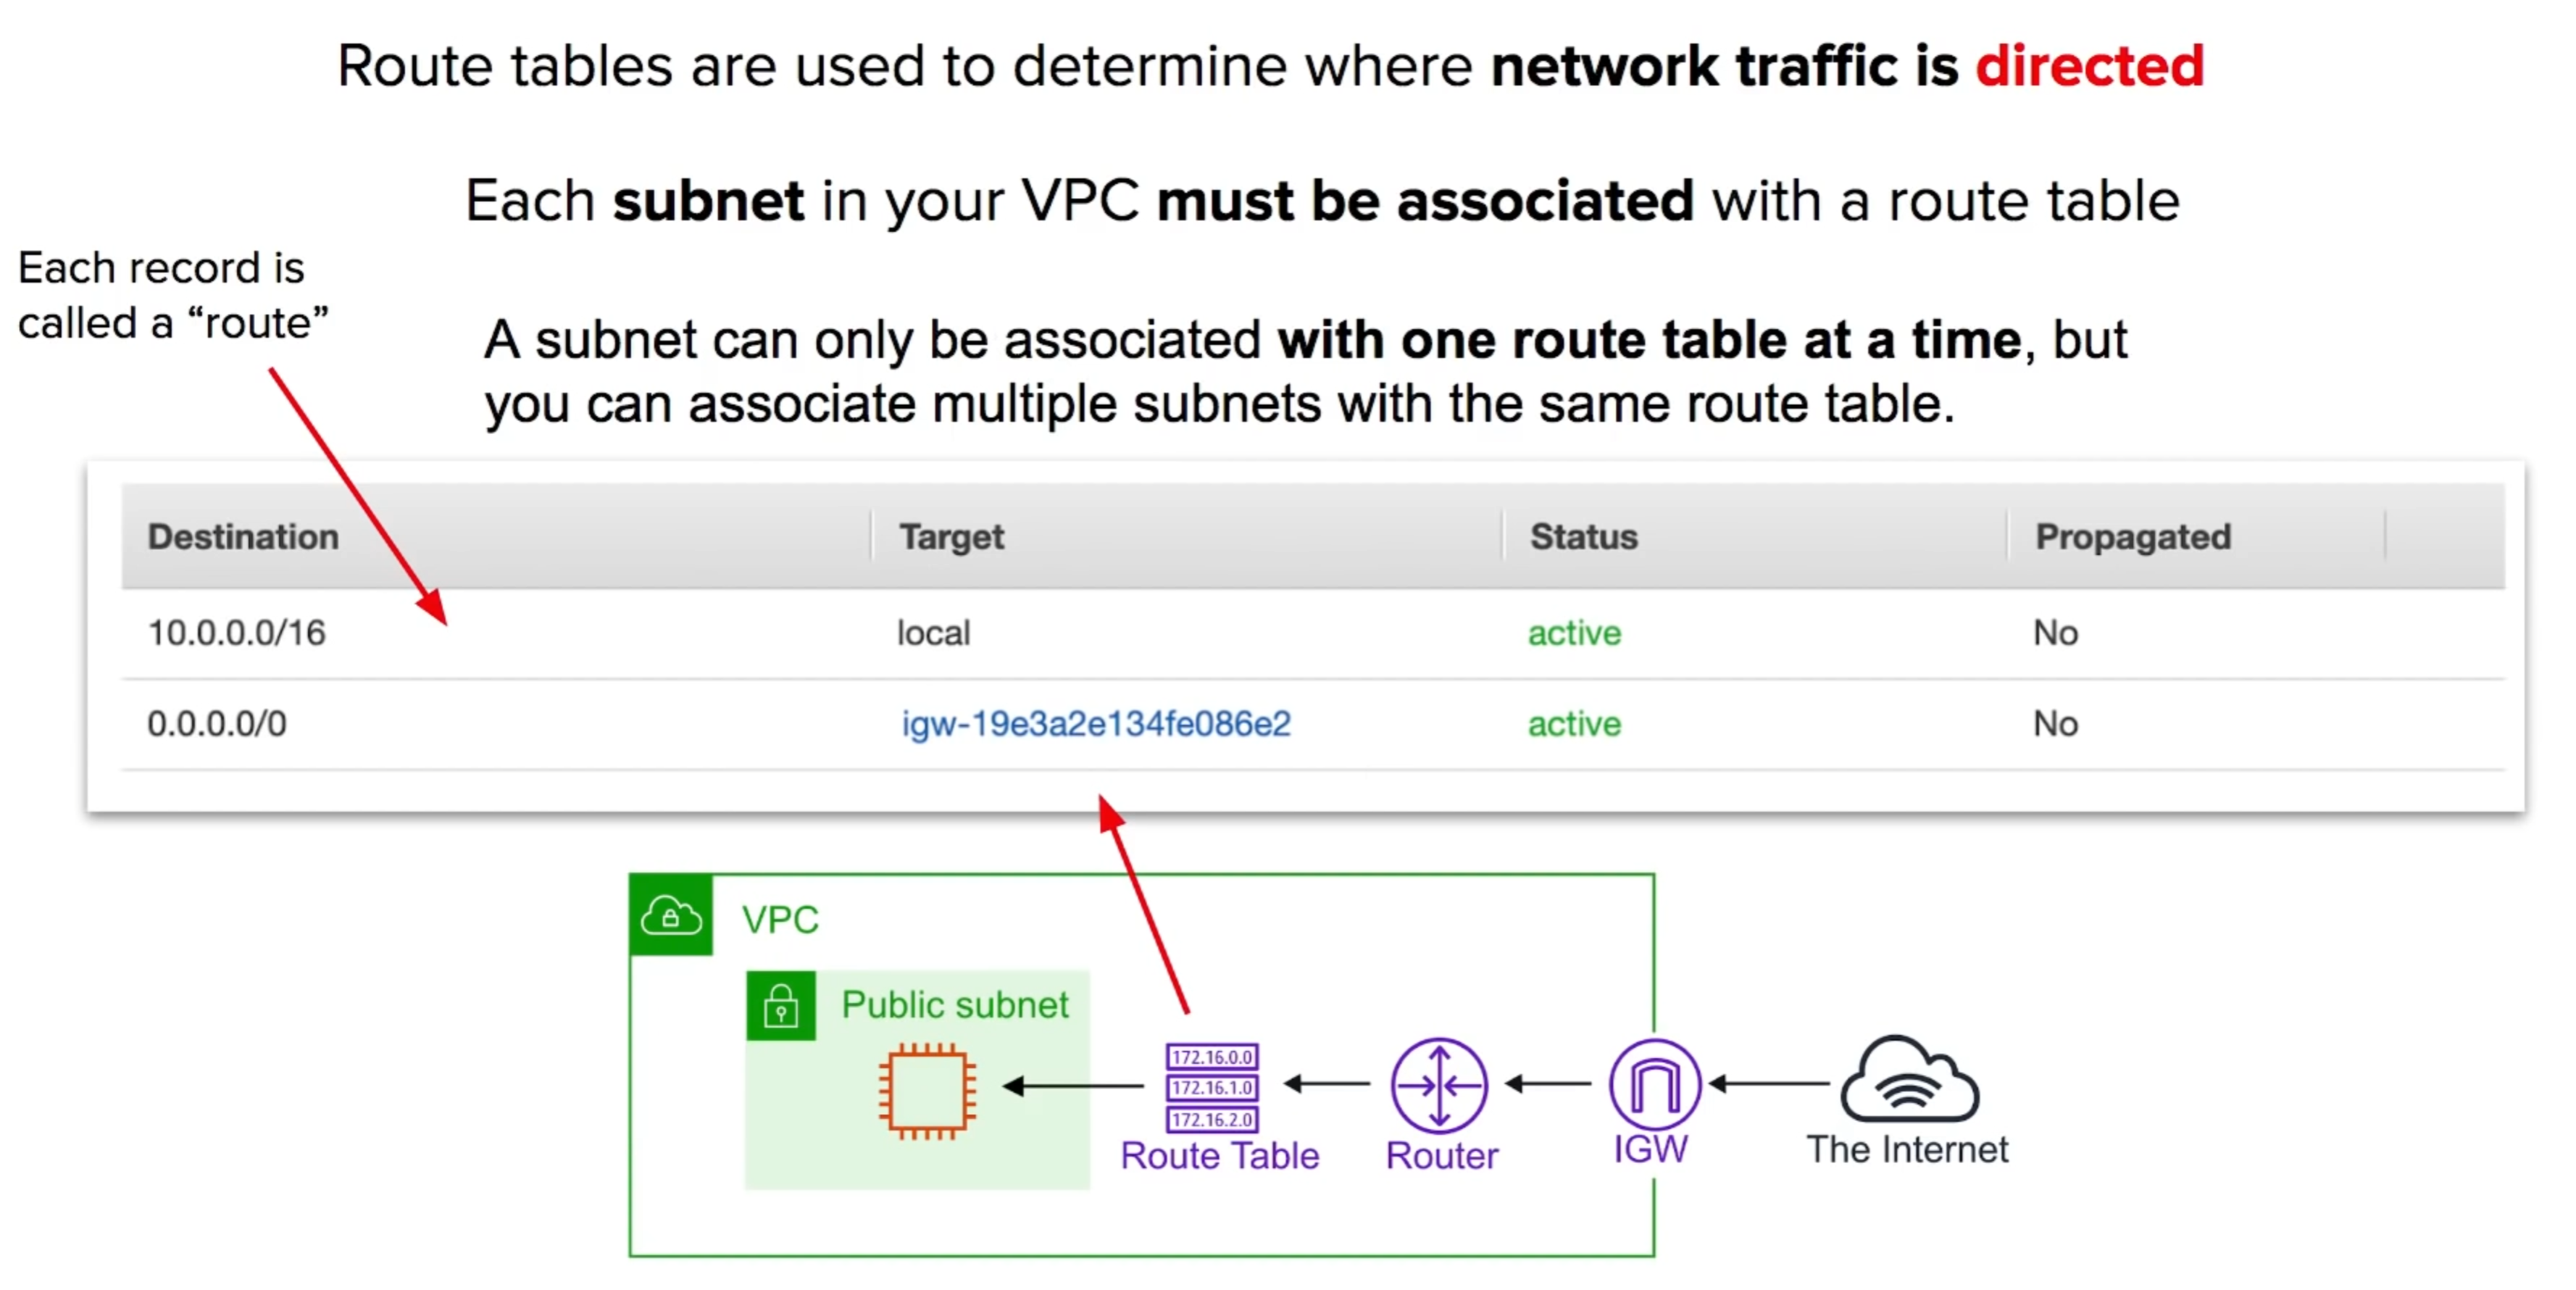 Route tables are used to determine where network traffic is directed
Each subnet in your VPC must be associated with a route table
Each record is
called a “route”
A subnet can only be associated with one route table at a time, but
you can associate multiple subnets with the same route table.
Destination Target Status Propagated
10.0.0.0/16 local active No
0.0.0.0/0 igw-19e3a2e134fe086e2 active No
VPC
Public subnet
172.16.0.0
172.16.1.0
172.16.2.0
Route Table Router IGW The Internet